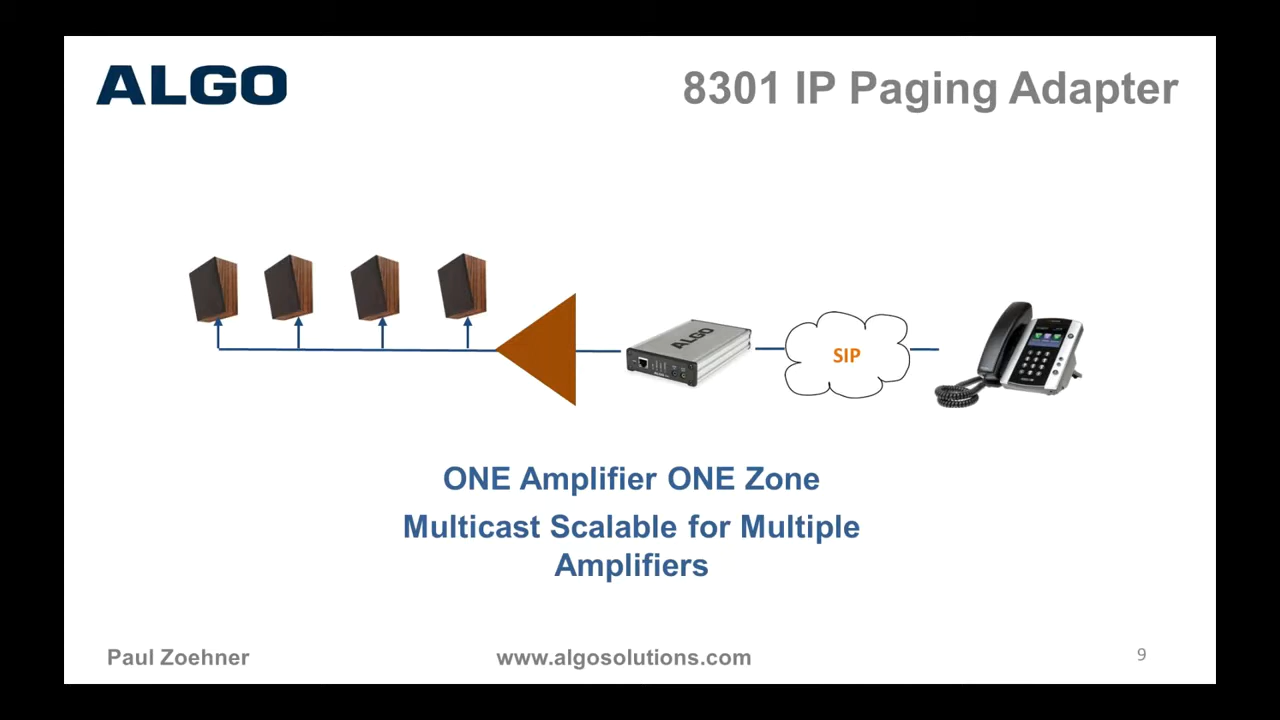 ALGO
8301 IP Paging Adapter
ALGO
SIP
ONE Amplifier ONE Zone
Multicast Scalable for Multiple
Amplifiers
Paul Zoehner
www.algosolutions.com
9